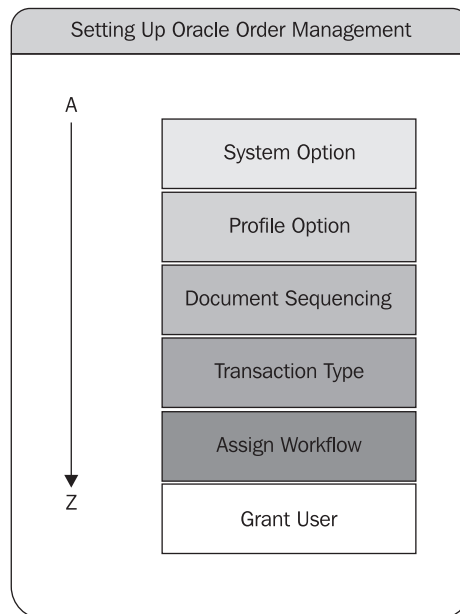 Setting Up Oracle Order Management
A
System Option
Profile Option
Document Sequencing
Transaction Type
Assign Workflow
Z
Grant User